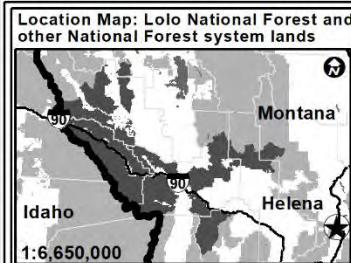 Location Map: Lolo National Forest and
other National Forest system lands
N
Montana
90
90
Idaho
Helena
1:6,650,000